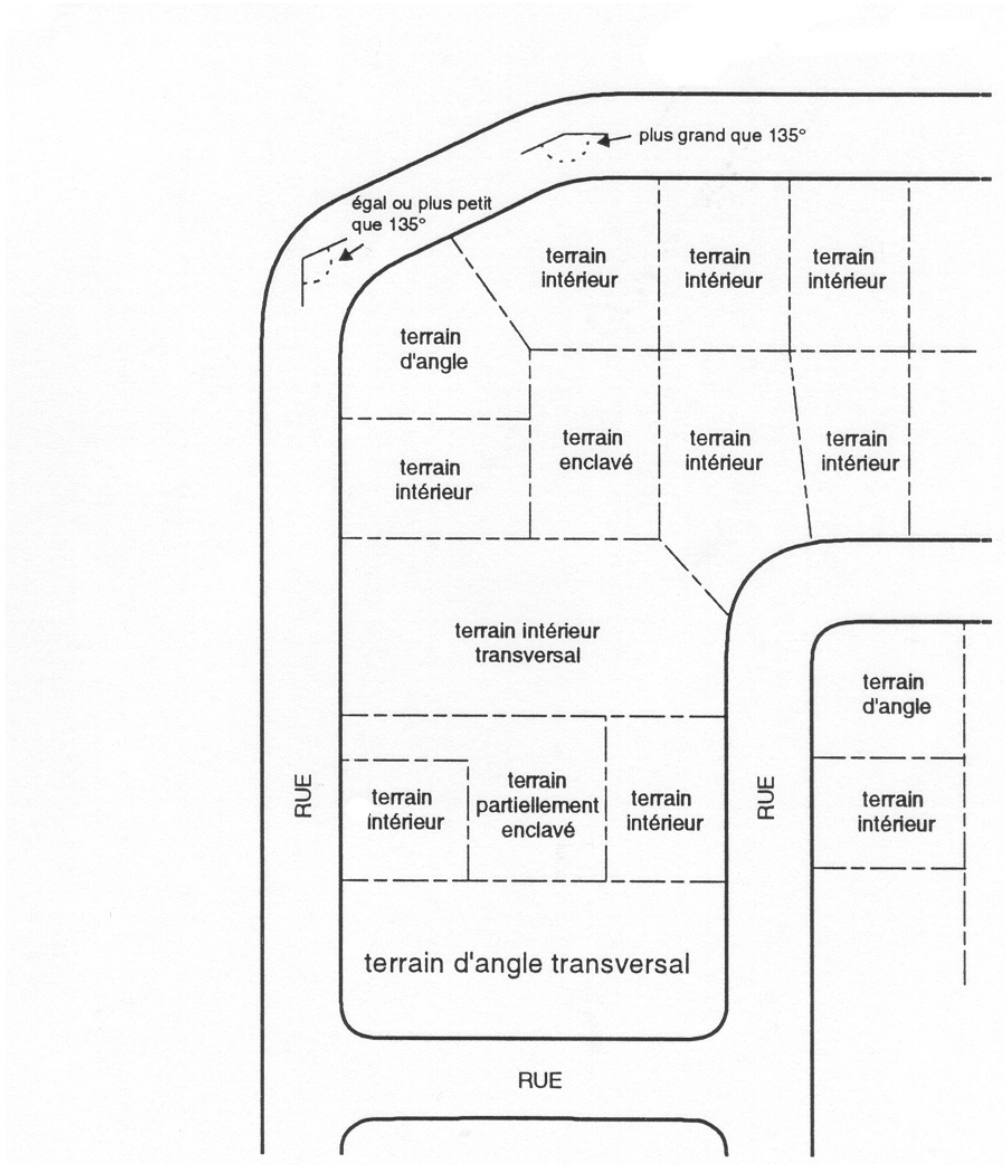 plus grand que 135°
égal ou plus petit
que 135°
terrain
intérieur
terrain
intérieur
terrain
intérieur
terrain
d'angle
terrain
enclavé
terrain
intérieur
terrain
intérieur
terrain
intérieur
terrain intérieur
transversal
terrain
d'angle
RUE
terrain
intérieur
terrain
partiellement
enclavé
terrain
intérieur
RUE
terrain
intérieur
terrain d'angle transversal
RUE